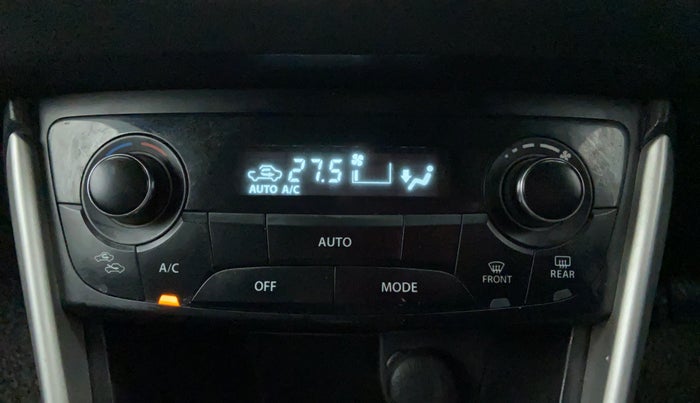 27.5
AUTO A/C
AUTO
A/C
OFF
MODE
FRONT
REAR